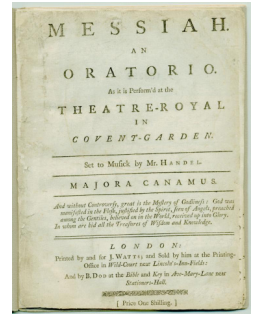 MESSIAH.
AN
ORATORIO.
As it is Perform'd at the
THEATRE-ROYAL
IN
COVENT-GARDEN.
Set to Musick by Mr. HANDEL.
MAJORA CANAMUS.
And without Controversy, great is the Mystery of Godliness: God was
manifested in the Flesh, justified by the Spirit, seen of Angels, preached
among the Gentiles, believed on in the World, received up into Glory.
In whom are hid all the Treasures of Wisdom and Knowledge.
LONDON:
Printed by and for J. WATTS; and Sold by him at the Printing-
Office in Wild-Court near Lincoln's-Inn-Fields:
And by B. DOD at the Bible and Key in Ave-Mary-Lane near
Stationers-Hall.
[ Price One Shilling. ]